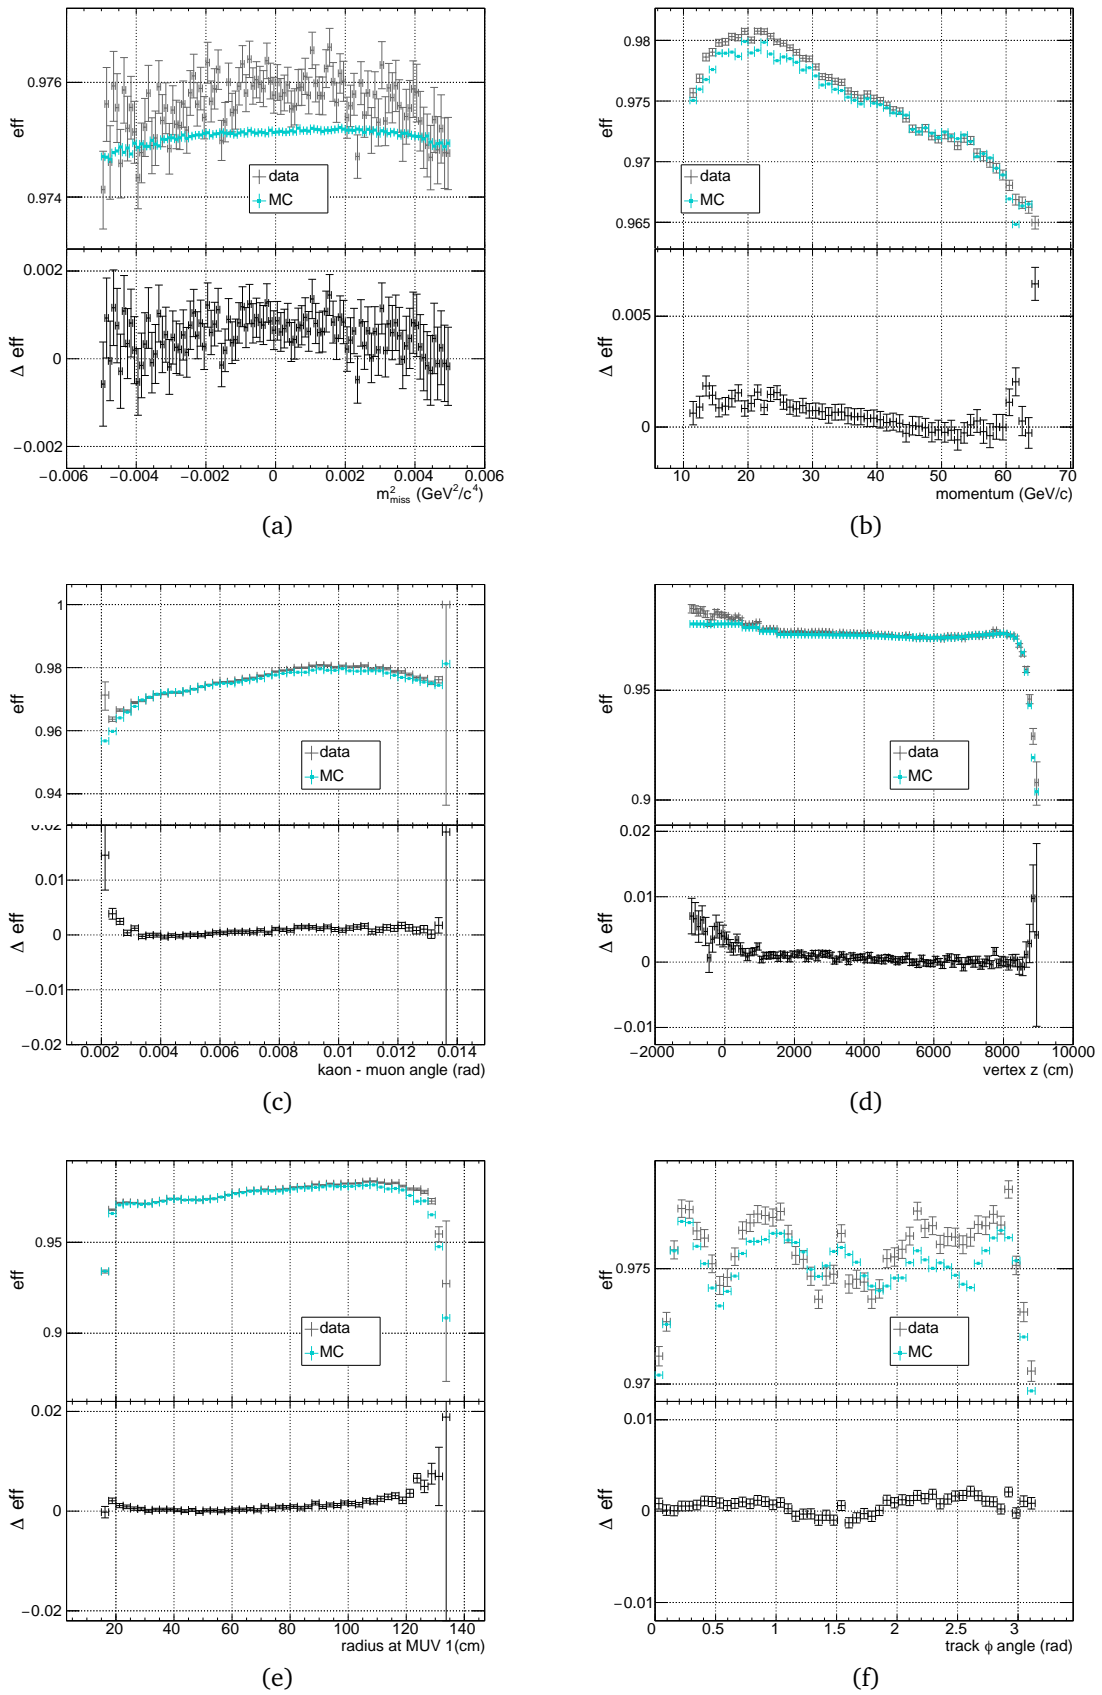 0.976
eff
data
MC
0.974
0.002
Δ eff
0
−0.002
−0.006 −0.004 −0.002 0 0.002 0.004 0.006
m²miss (GeV²/c⁴)
(a)
0.98
0.975
eff
0.97
data
MC
0.965
0.005
Δ eff
0
10 20 30 40 50 60 70
momentum (GeV/c)
(b)
1
0.98
eff
0.96
data
MC
0.94
0.02
0.01
Δ eff
0
−0.01
−0.02
0.002 0.004 0.006 0.008 0.01 0.012 0.014
kaon - muon angle (rad)
(c)
eff
0.95
data
MC
0.9
0.02
0.01
Δ eff
0
−0.01
−2000 0 2000 4000 6000 8000 10000
vertex z (cm)
(d)
eff
0.95
data
MC
0.9
0.02
Δ eff
0
−0.02
20 40 60 80 100 120 140
radius at MUV 1(cm)
(e)
eff
0.975
data
MC
0.97
0.01
Δ eff
0
−0.01
0 0.5 1 1.5 2 2.5 3
track ϕ angle (rad)
(f)